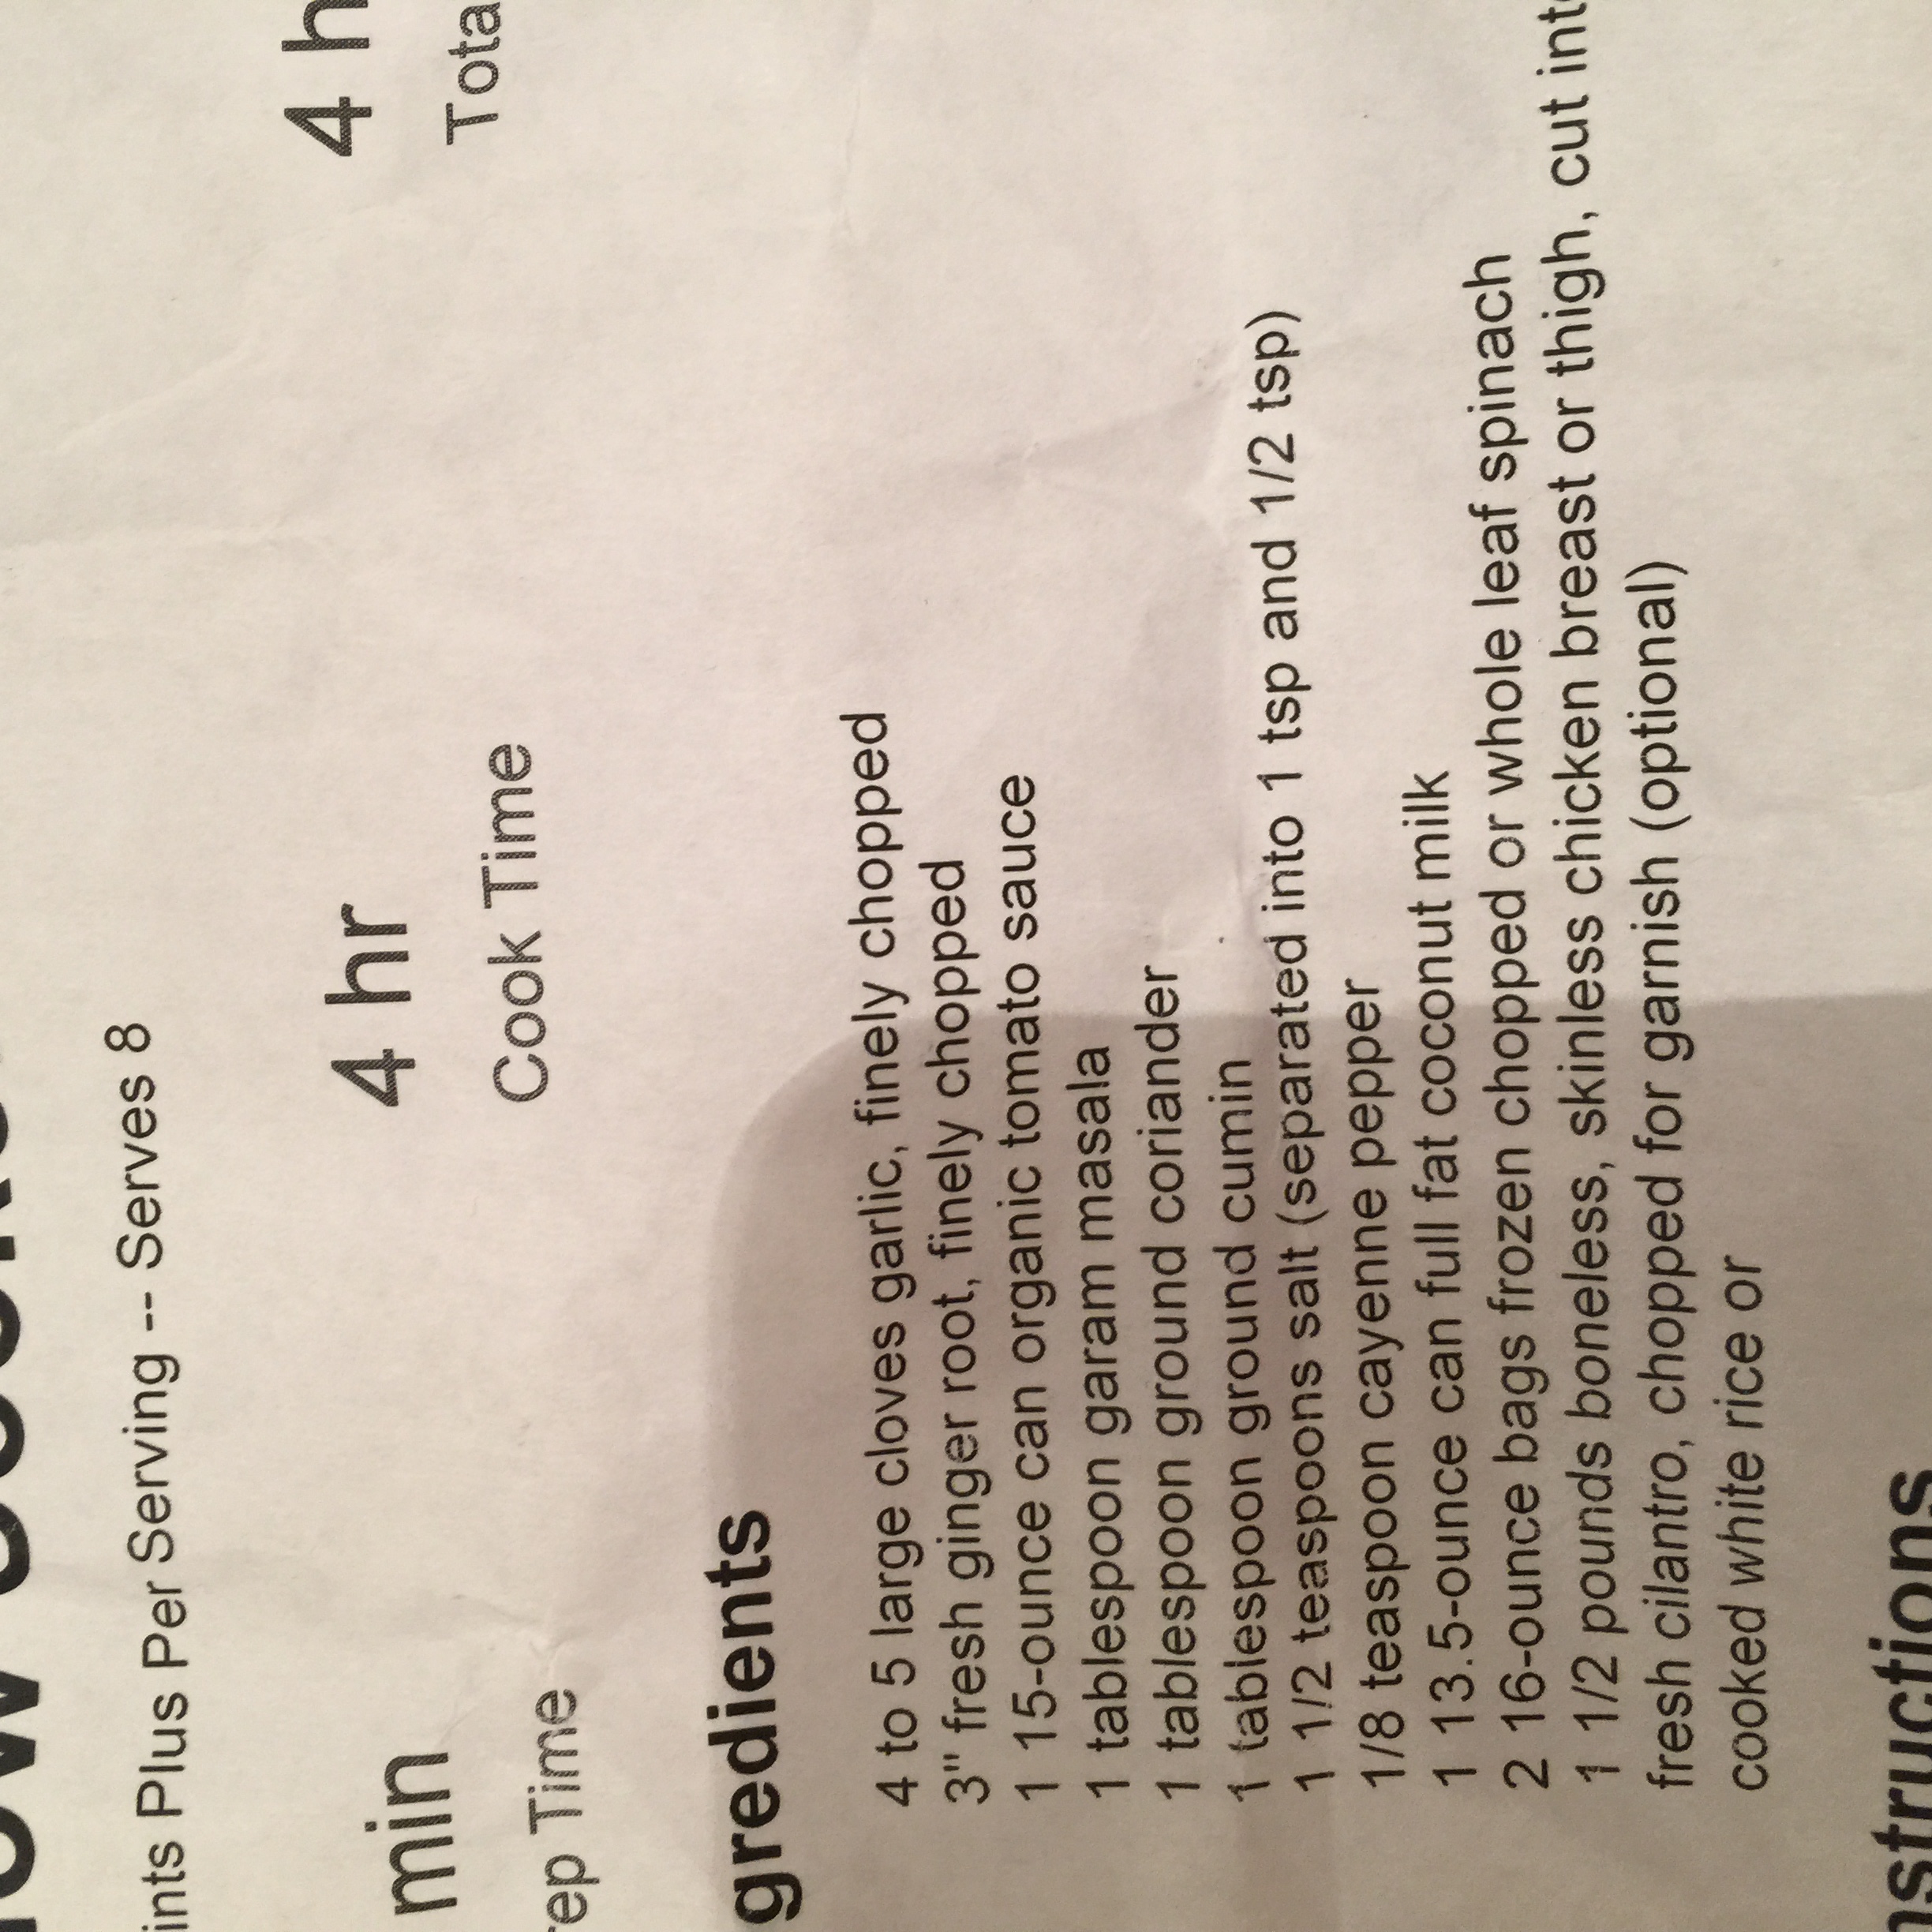 ints Plus Per Serving -- Serves 8
min
4 hr
4 h
rep Time
Cook Time
Tota
gredients
4 to 5 large cloves garlic, finely chopped
3" fresh ginger root, finely chopped
1 15-ounce can organic tomato sauce
1 tablespoon garam masala
1 tablespoon ground coriander
1 tablespoon ground cumin
1 1/2 teaspoons salt (separated into 1 tsp and 1/2 tsp)
1/8 teaspoon cayenne pepper
1 13.5-ounce can full fat coconut milk
2 16-ounce bags frozen chopped or whole leaf spinach
1 1/2 pounds boneless, skinless chicken breast or thigh, cut int
fresh cilantro, chopped for garnish (optional)
cooked white rice or
nstructions